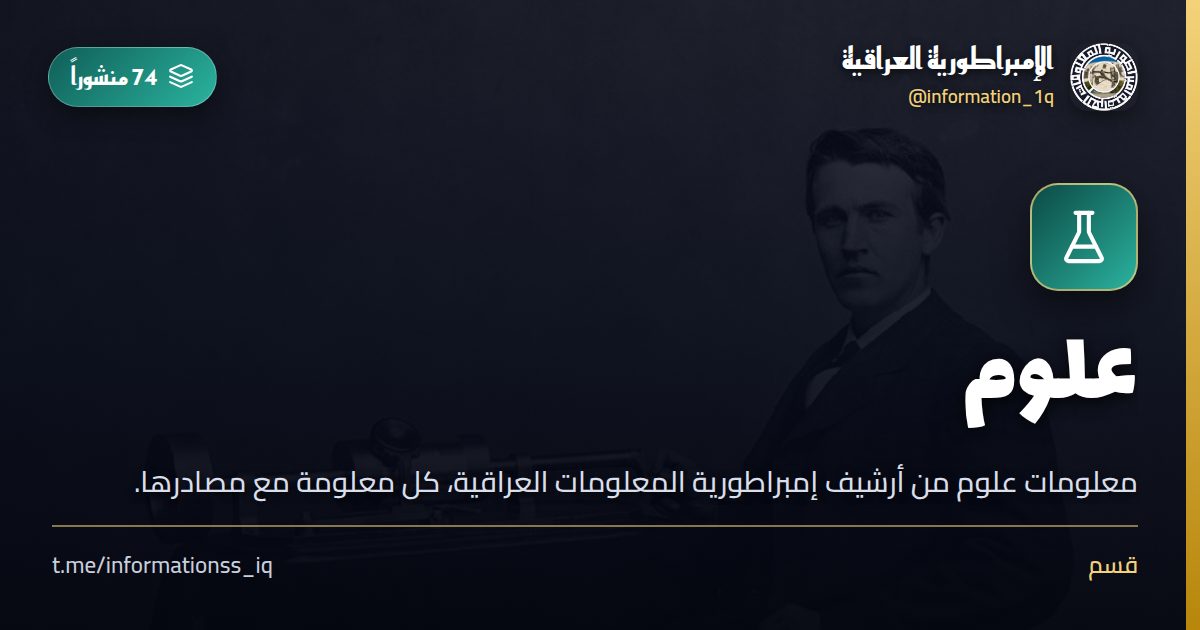 الإمبراطورية العراقية
@information_1q
74 منشوراً
علوم
معلومات علوم من أرشيف إمبراطورية المعلومات العراقية، كل معلومة مع مصادرها.
قسم
t.me/informationss_iq